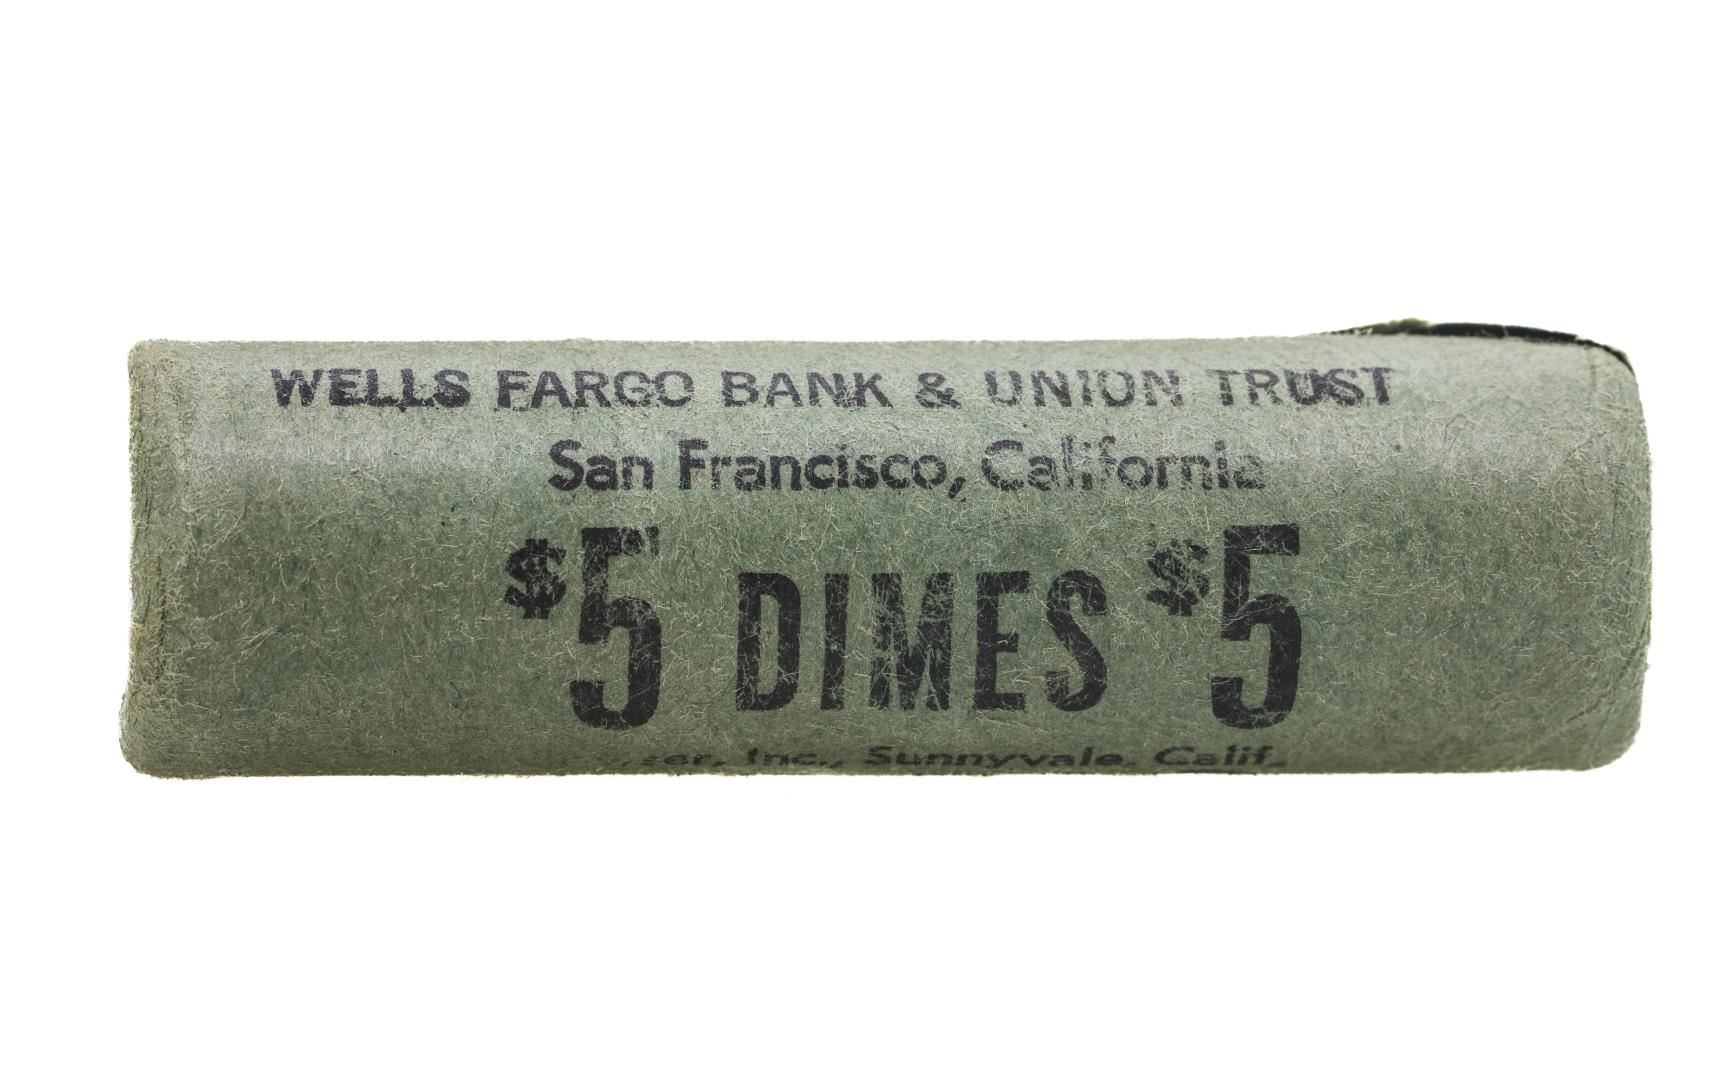 WELLS FARGO BANK & UNION TRUST
San Francisco, California
$5 DIMES $5
Inc., Sunnyvale, Calif.